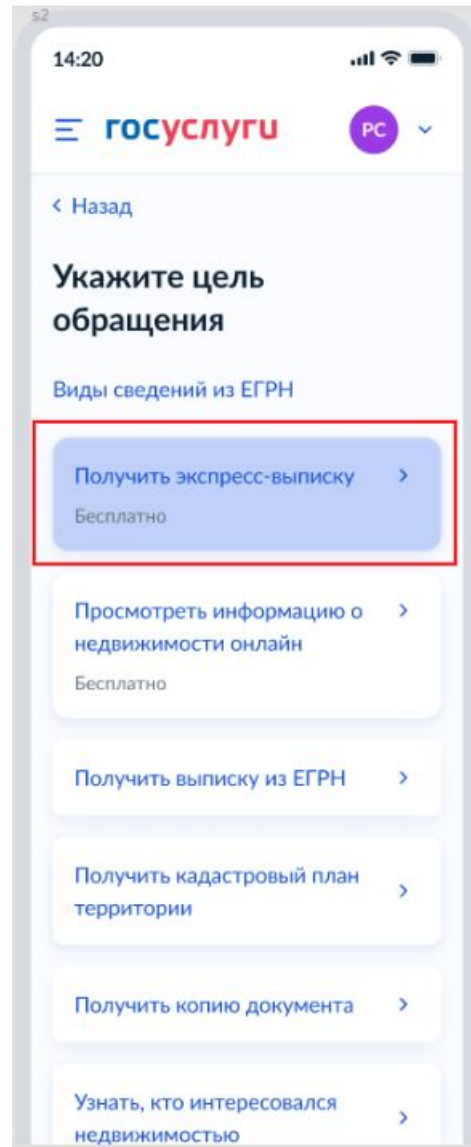 s2
14:20
госуслуги
РС
Назад
Укажите цель
обращения
Виды сведений из ЕГРН
Получить экспресс-выписку
Бесплатно
Просмотреть информацию о
недвижимости онлайн
Бесплатно
Получить выписку из ЕГРН
Получить кадастровый план
территории
Получить копию документа
Узнать, кто интересовался
недвижимостью